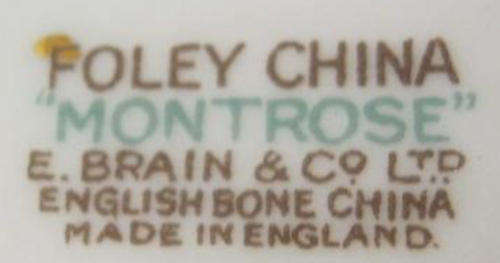 FOLEY CHINA
"MONTROSE"
E. BRAIN & Co LTD.
ENGLISH BONE CHINA
MADE IN ENGLAND.